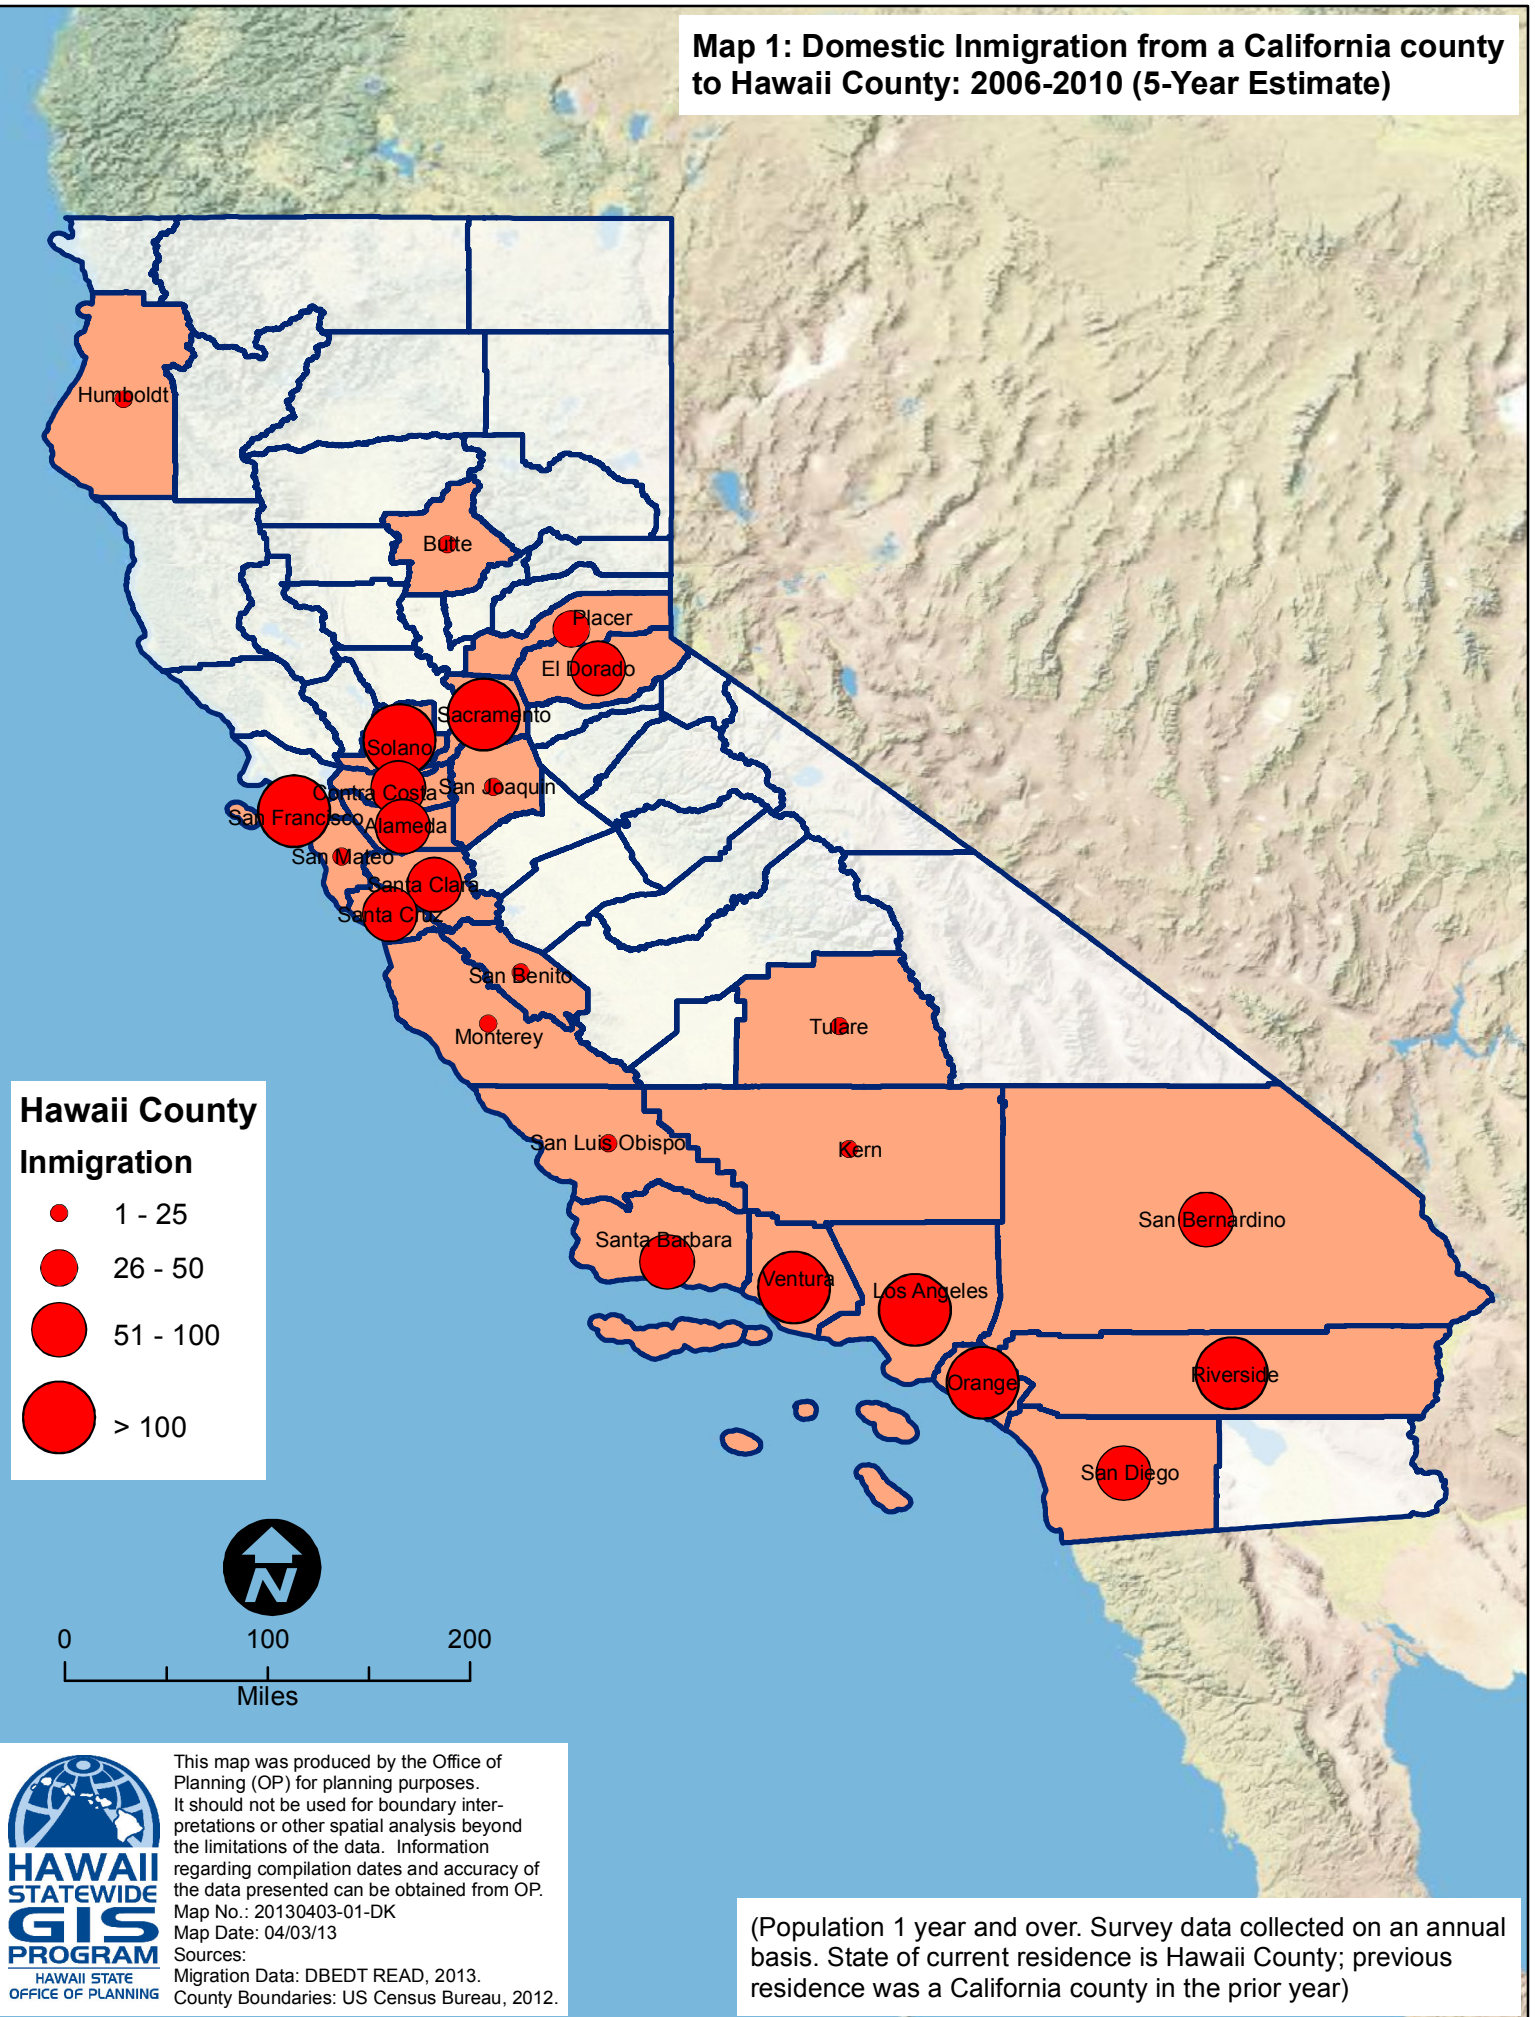 Map 1: Domestic Inmigration from a California county
to Hawaii County: 2006-2010 (5-Year Estimate)
Humboldt
Butte
Placer
El Dorado
Sacramento
Solano
Contra Costa
San Joaquin
San Francisco
Alameda
San Mateo
Santa Clara
Santa Cruz
San Benito
Monterey
Tulare
San Luis Obispo
Kern
San Bernardino
Santa Barbara
Ventura
Los Angeles
Orange
Riverside
San Diego
Hawaii County
Inmigration
1 - 25
26 - 50
51 - 100
> 100
N
0 100 200
Miles
HAWAII
STATEWIDE
GIS
PROGRAM
HAWAII STATE
OFFICE OF PLANNING
This map was produced by the Office of
Planning (OP) for planning purposes.
It should not be used for boundary inter-
pretations or other spatial analysis beyond
the limitations of the data. Information
regarding compilation dates and accuracy of
the data presented can be obtained from OP.
Map No.: 20130403-01-DK
Map Date: 04/03/13
Sources:
Migration Data: DBEDT READ, 2013.
County Boundaries: US Census Bureau, 2012.
(Population 1 year and over. Survey data collected on an annual
basis. State of current residence is Hawaii County; previous
residence was a California county in the prior year)